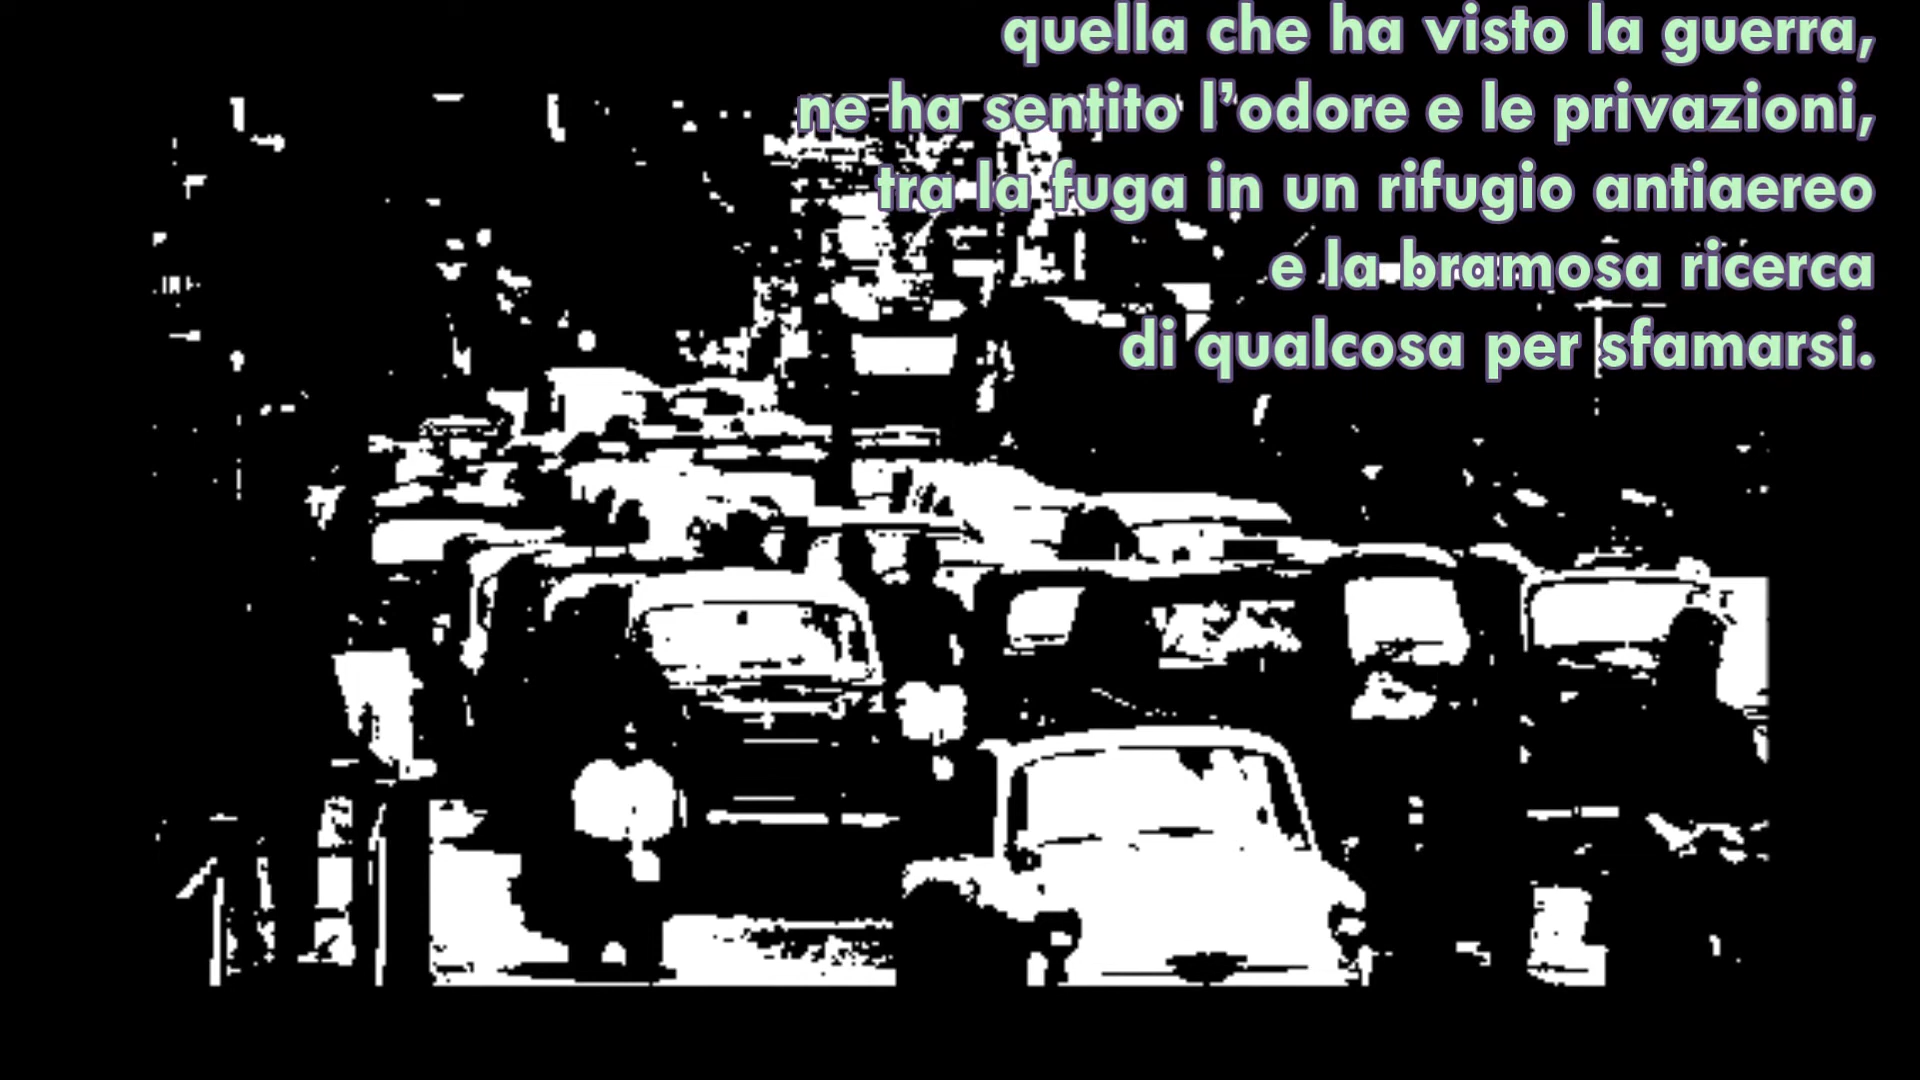 quella che ha visto la guerra,
ne ha sentito l’odore e le privazioni,
tra la fuga in un rifugio antiaereo
e la bramosa ricerca
di qualcosa per sfamarsi.